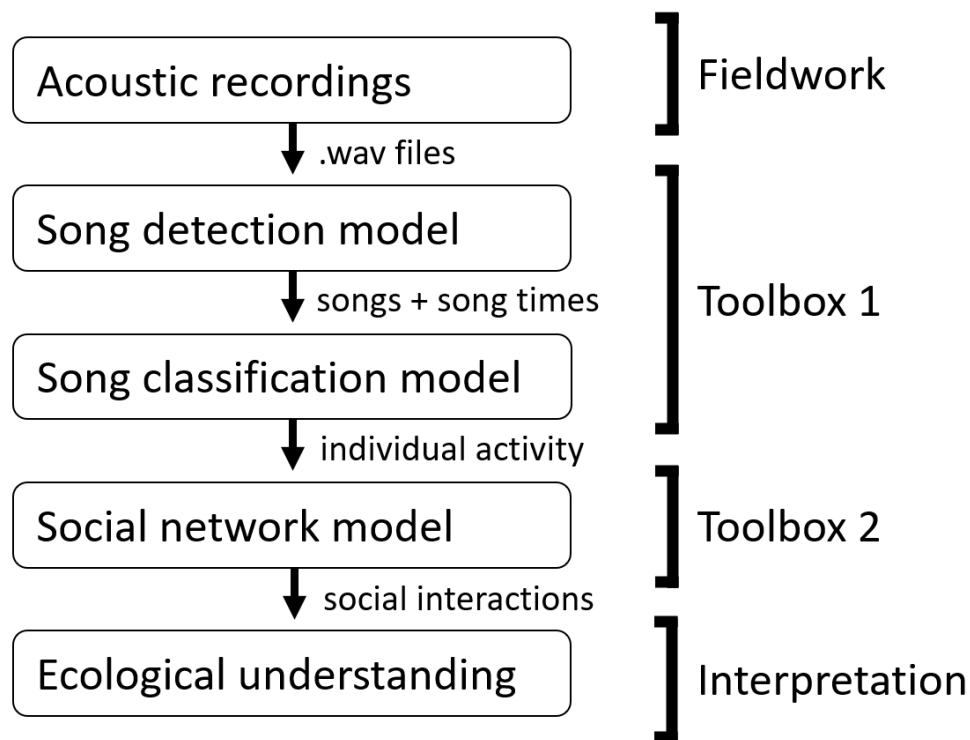 Acoustic recordings
Fieldwork
.wav files
Song detection model
songs + song times
Toolbox 1
Song classification model
individual activity
Social network model
Toolbox 2
social interactions
Ecological understanding
Interpretation